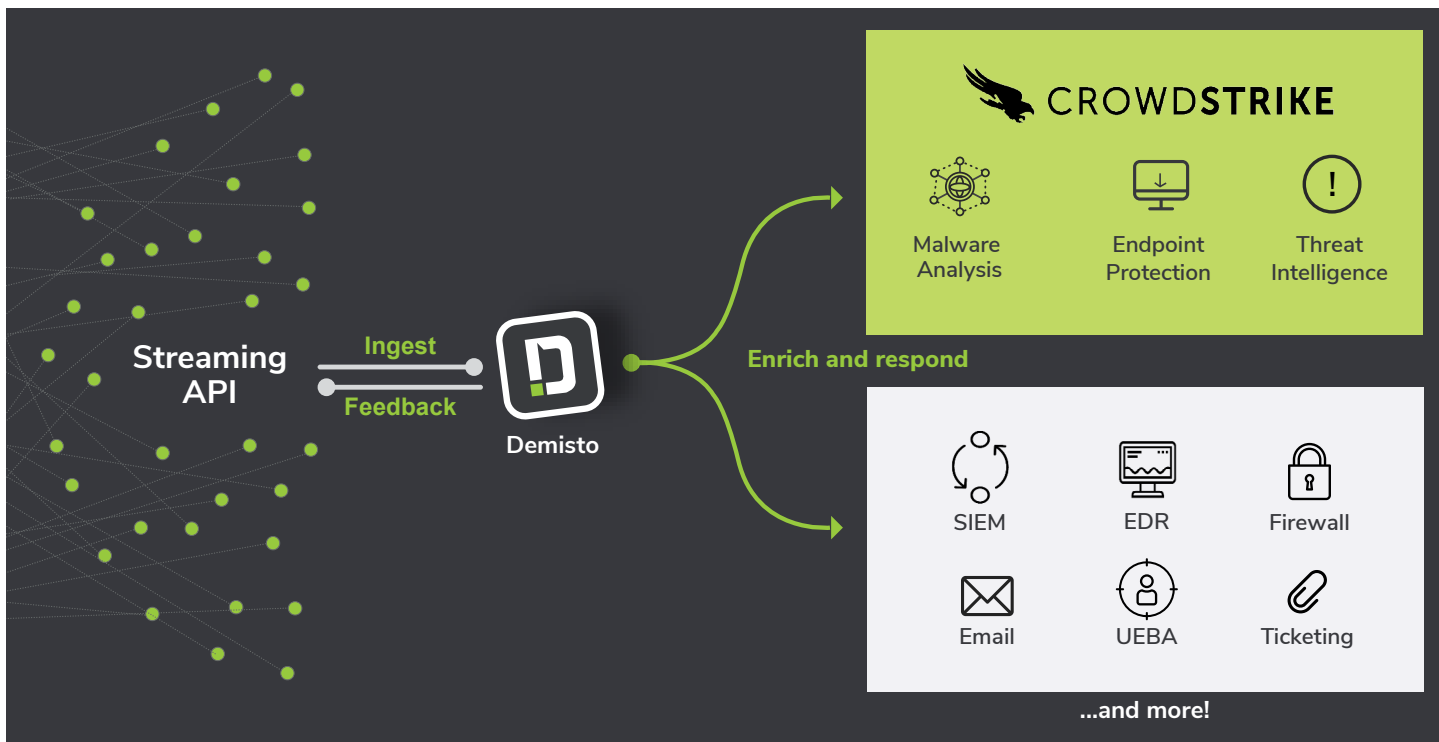 CROWDSTRIKE
!
Malware
Analysis
Endpoint
Protection
Threat
Intelligence
Streaming
API
Ingest
Feedback
Demisto
Enrich and respond
SIEM
EDR
Firewall
Email
UEBA
Ticketing
...and more!